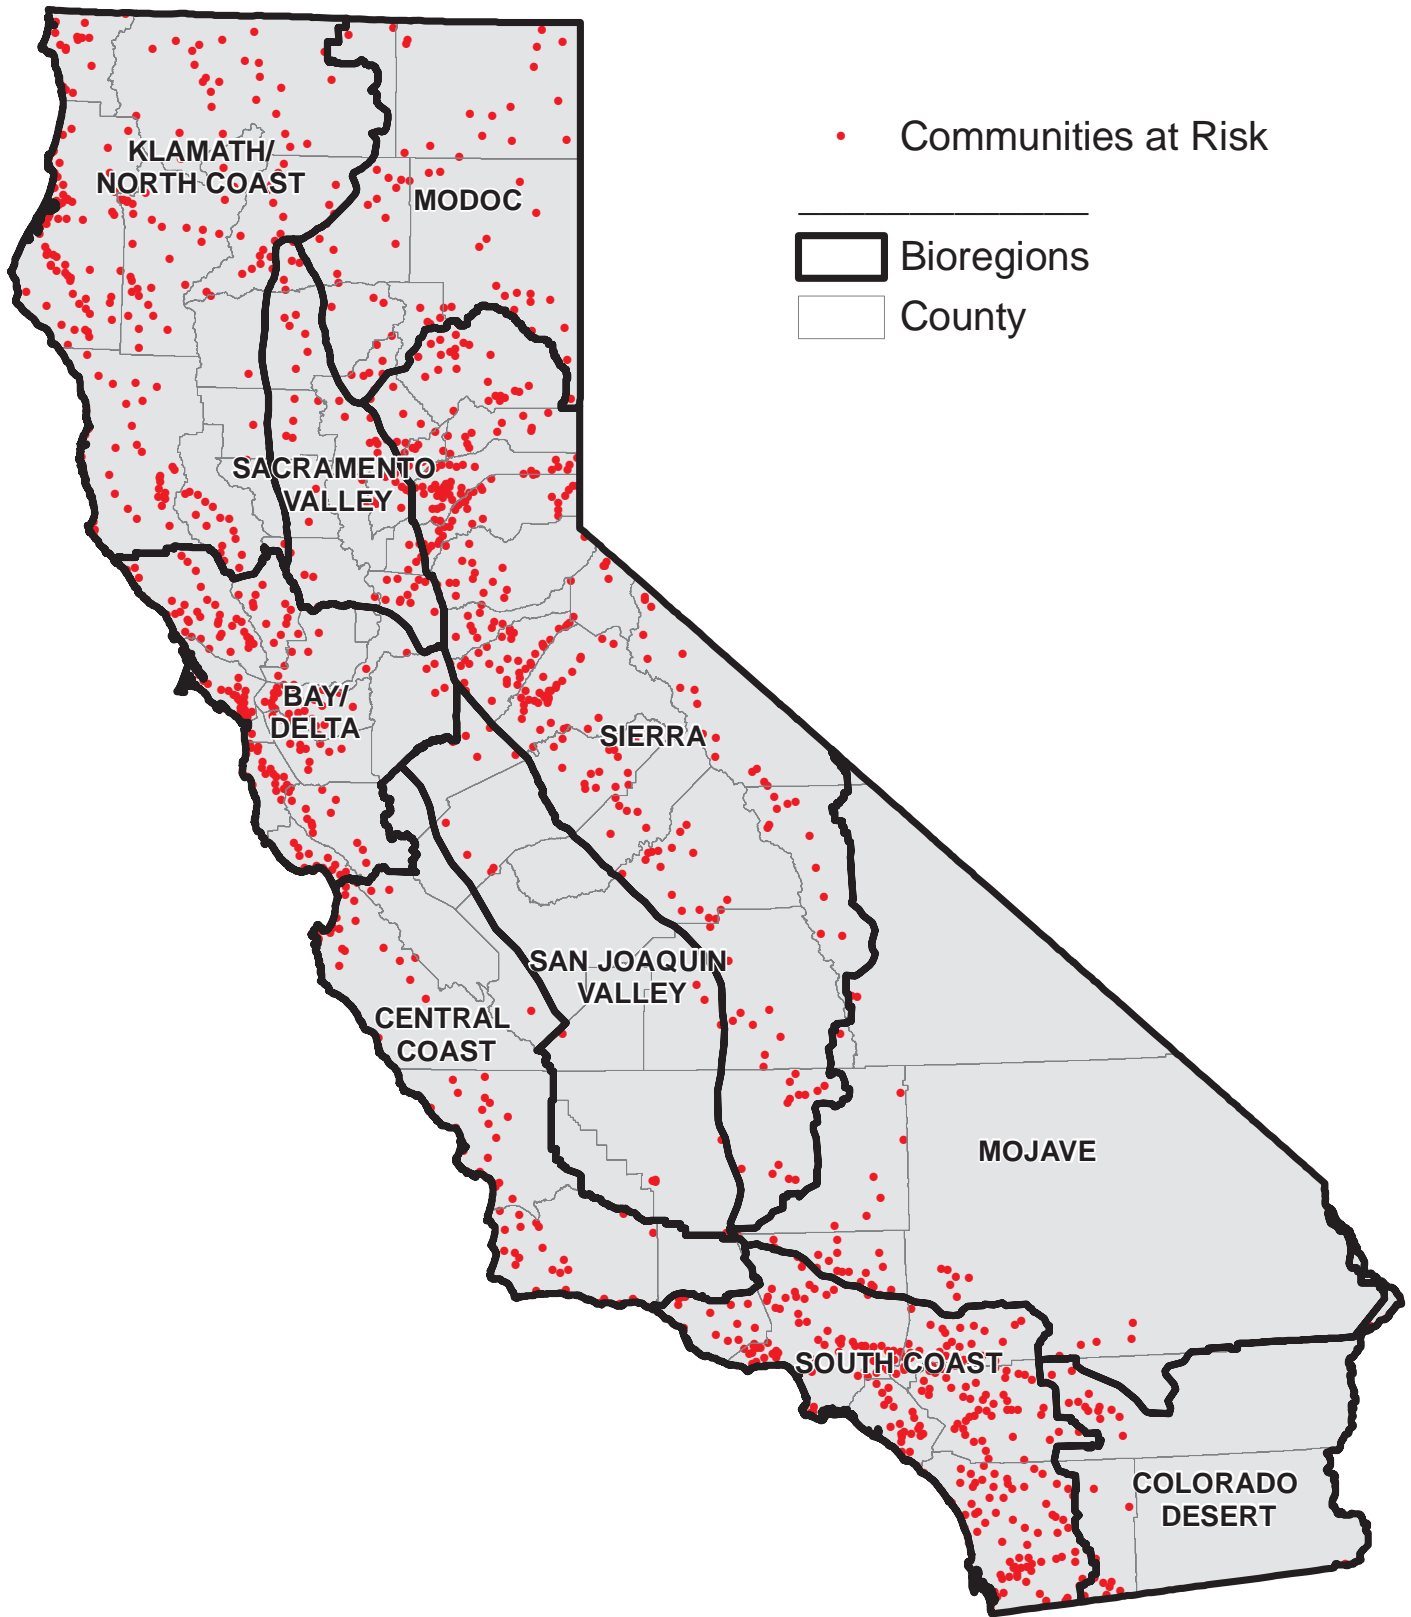 Communities at Risk
Bioregions
County
KLAMATH/
NORTH COAST
MODOC
SACRAMENTO
VALLEY
BAY/
DELTA
SIERRA
SAN JOAQUIN
VALLEY
CENTRAL
COAST
MOJAVE
SOUTH COAST
COLORADO
DESERT